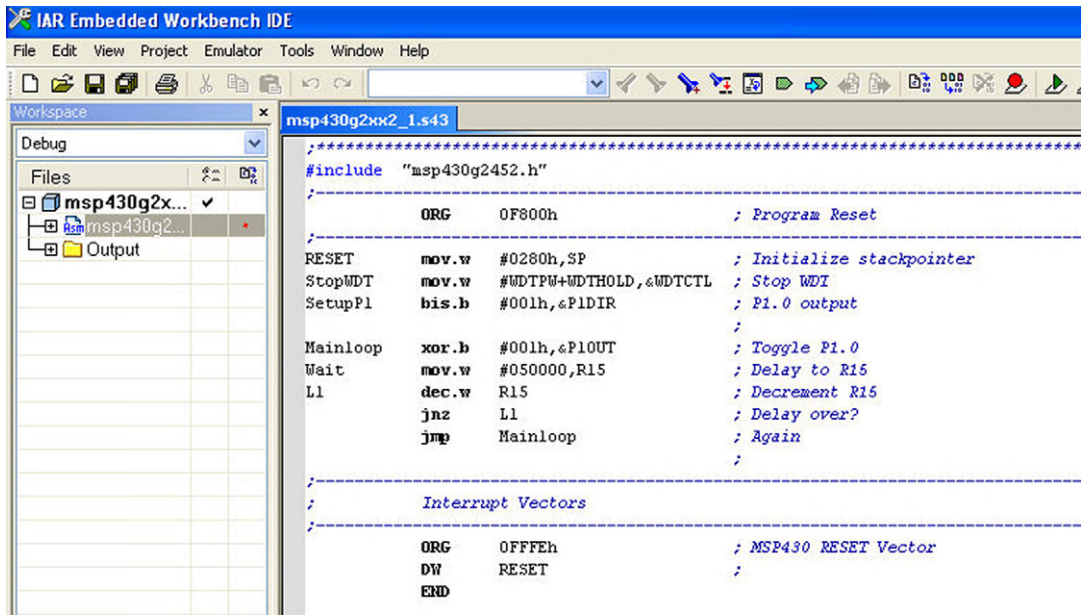 IAR Embedded Workbench IDE
File Edit View Project Emulator Tools Window Help
Workspace x
Debug
Files
msp430g2x...
msp430g2...
Output
msp430g2xx2_1.s43
;*******************************************************************************
#include "msp430g2452.h"
;-------------------------------------------------------------------------------
ORG 0F800h ; Program Reset
;-------------------------------------------------------------------------------
RESET mov.w #0280h,SP ; Initialize stackpointer
StopWDT mov.w #WDTPW+WDTHOLD,&WDTCTL ; Stop WDT
SetupP1 bis.b #001h,&P1DIR ; P1.0 output
;
Mainloop xor.b #001h,&P1OUT ; Toggle P1.0
Wait mov.w #050000,R15 ; Delay to R15
L1 dec.w R15 ; Decrement R15
jnz L1 ; Delay over?
jmp Mainloop ; Again
;
;-------------------------------------------------------------------------------
; Interrupt Vectors
;-------------------------------------------------------------------------------
ORG 0FFFEh ; MSP430 RESET Vector
DW RESET ;
END